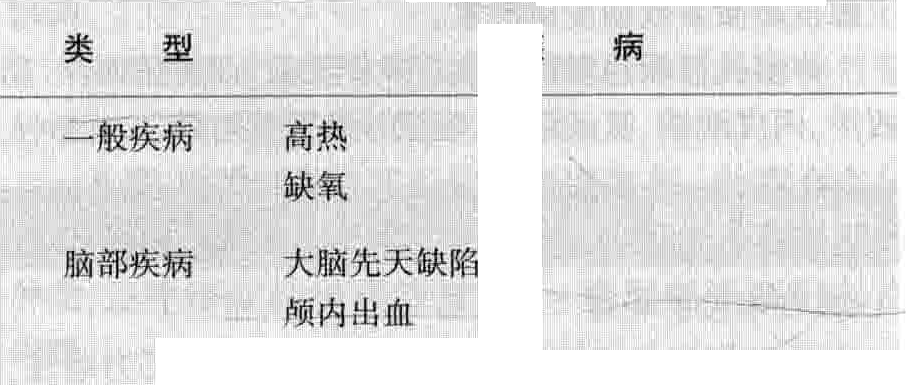 类 型 病
一般疾病 高热
缺氧
脑部疾病 大脑先天缺陷
颅内出血